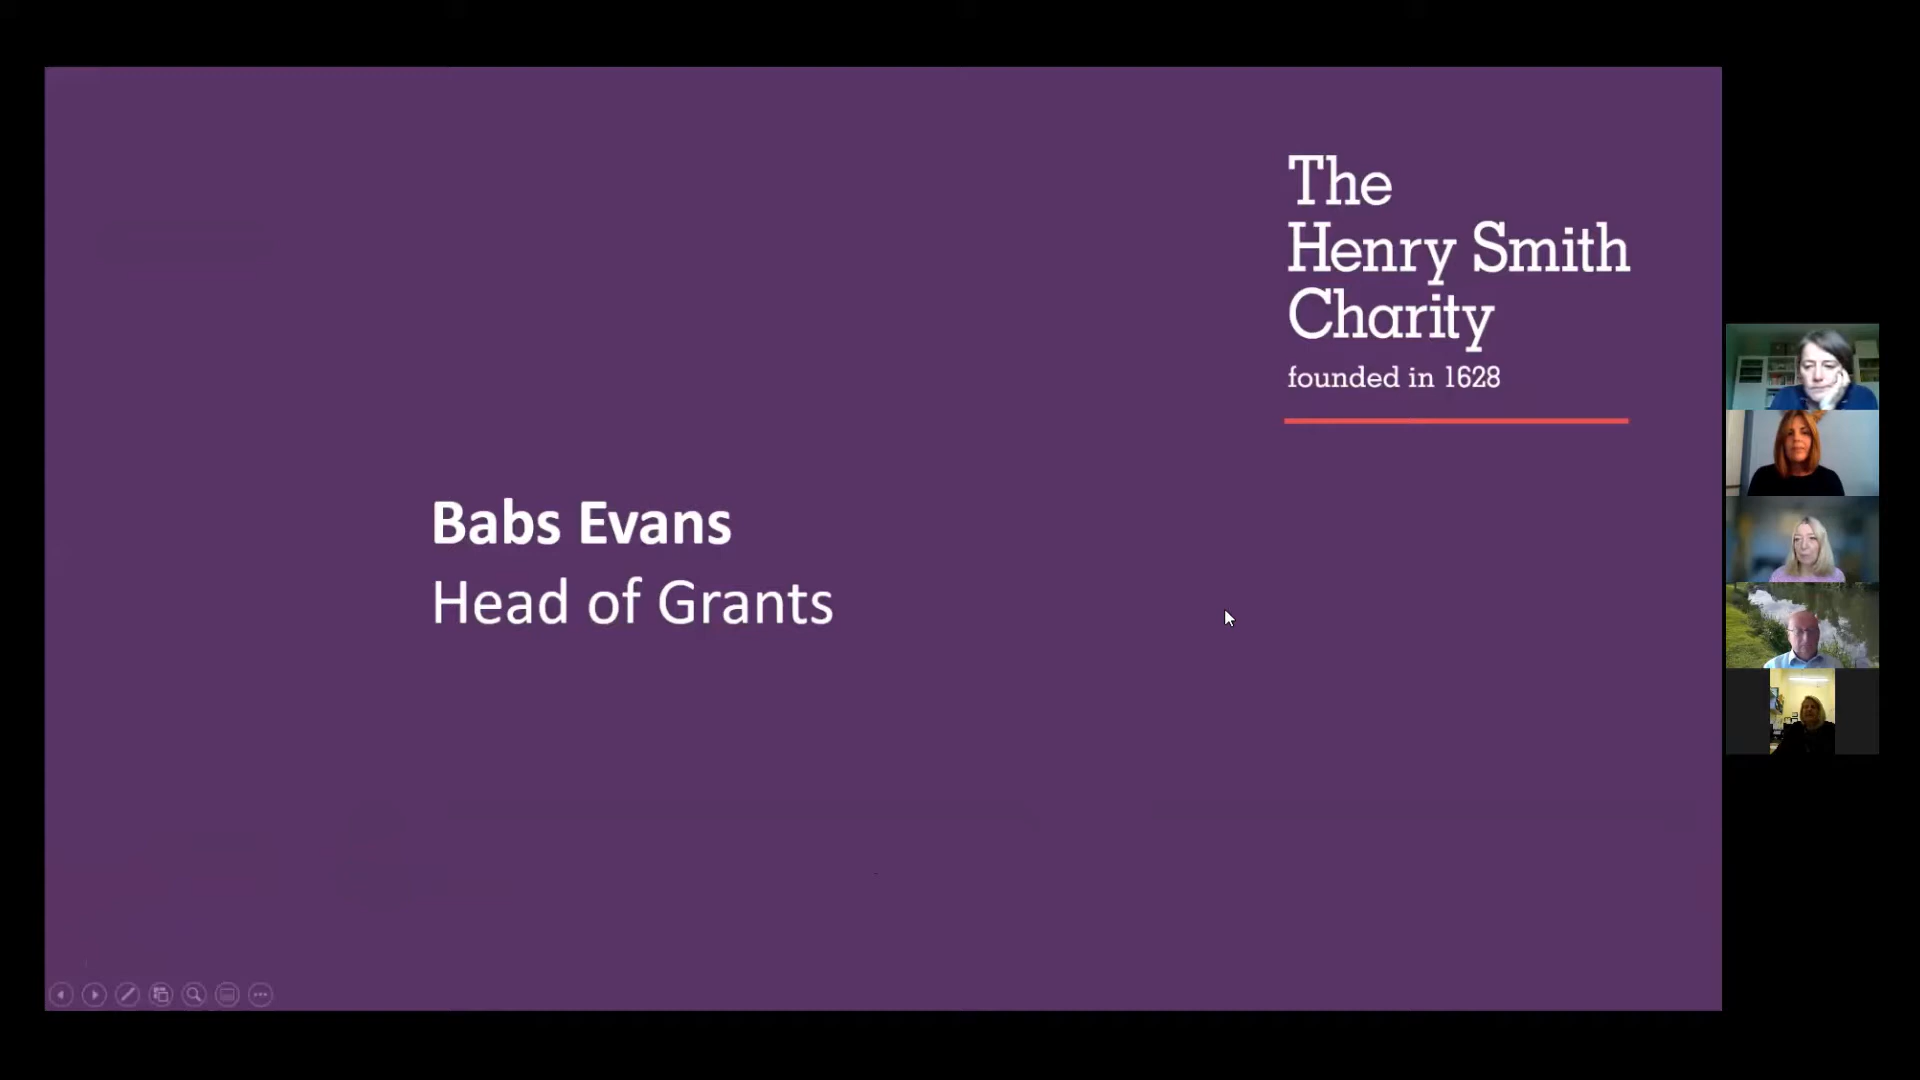 The
Henry Smith
Charity
founded in 1628
Babs Evans
Head of Grants